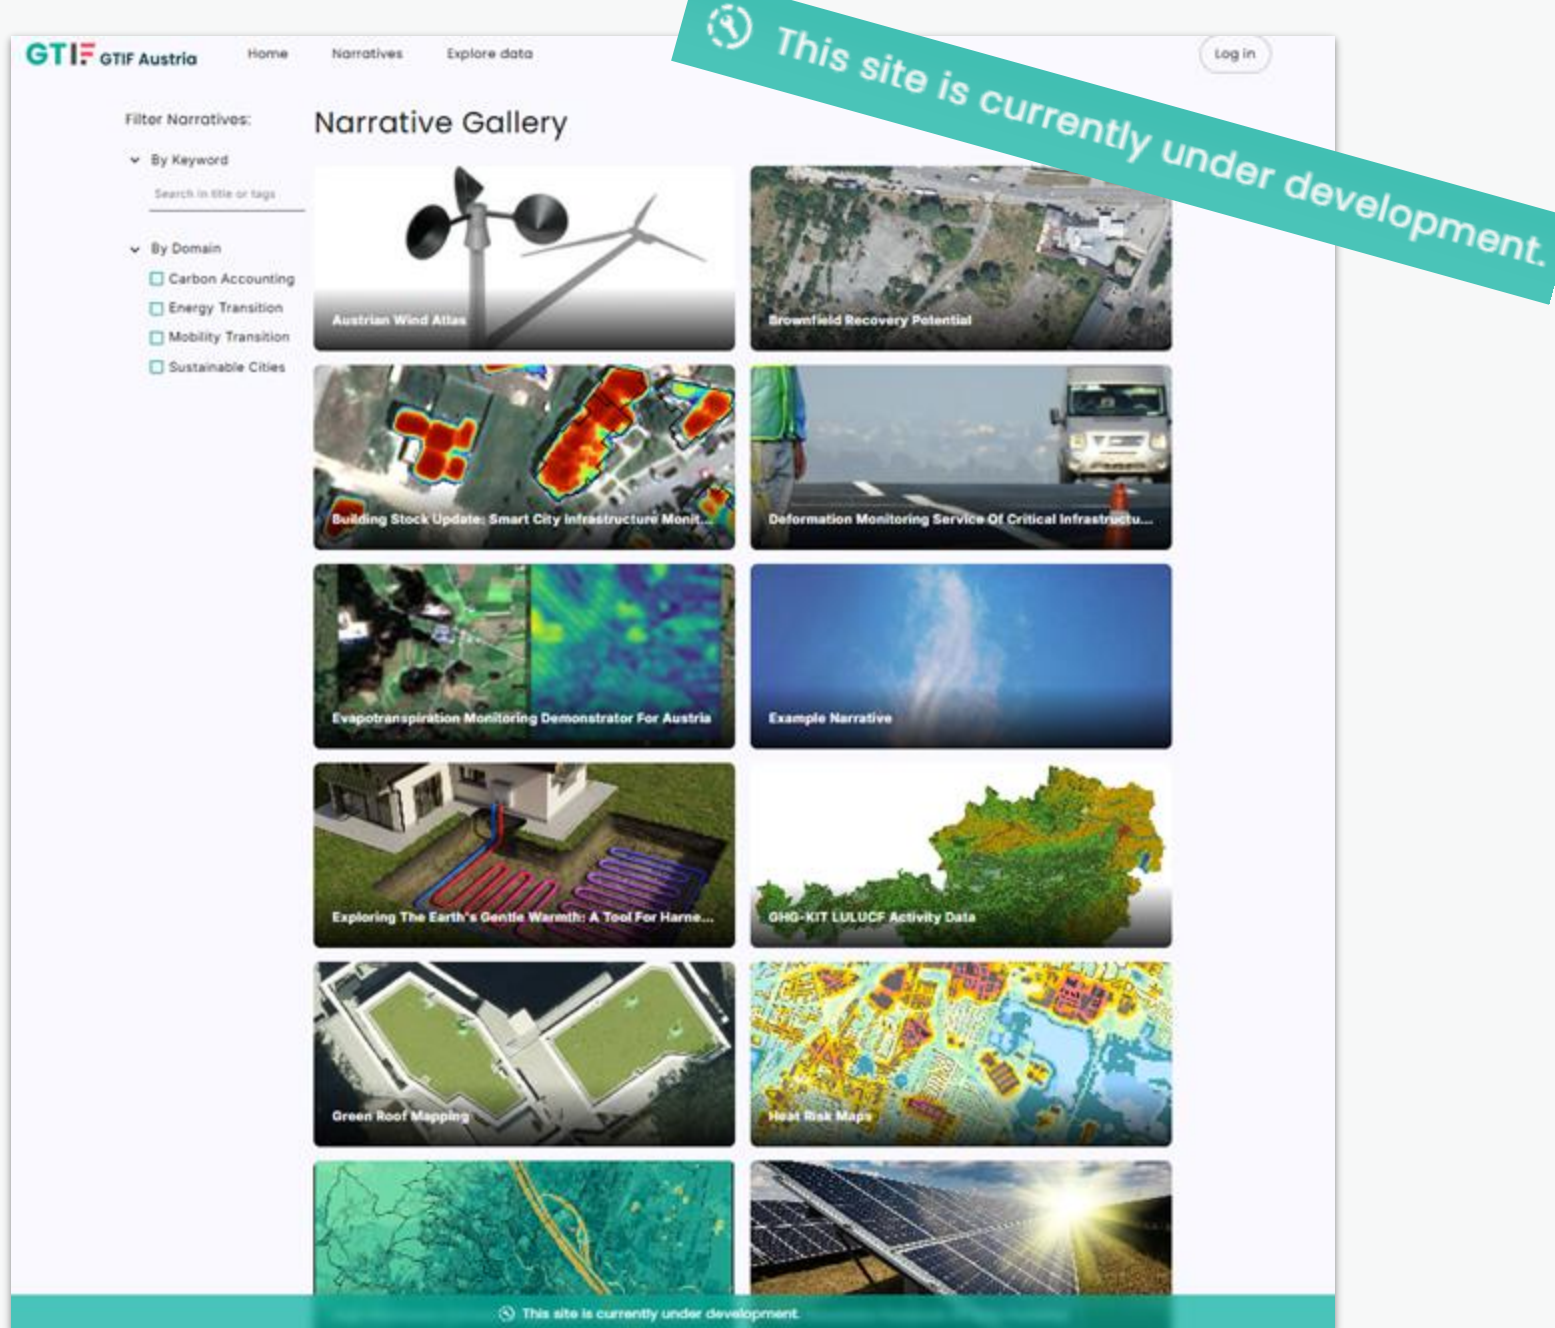 GTIF GTIF Austria
Home
Narratives
Explore data
Log in
This site is currently under development.
Filter Narratives:
By Keyword
Search in title or tags
By Domain
Carbon Accounting
Energy Transition
Mobility Transition
Sustainable Cities
Narrative Gallery
Austrian Wind Atlas
Brownfield Recovery Potential
Building Stock Update: Smart City Infrastructure Monit...
Deformation Monitoring Service Of Critical Infrastructu...
Evapotranspiration Monitoring Demonstrator For Austria
Example Narrative
Exploring The Earth's Gentle Warmth: A Tool For Harne...
GHG-KIT LULUCF Activity Data
Green Roof Mapping
Heat Risk Maps
This site is currently under development.